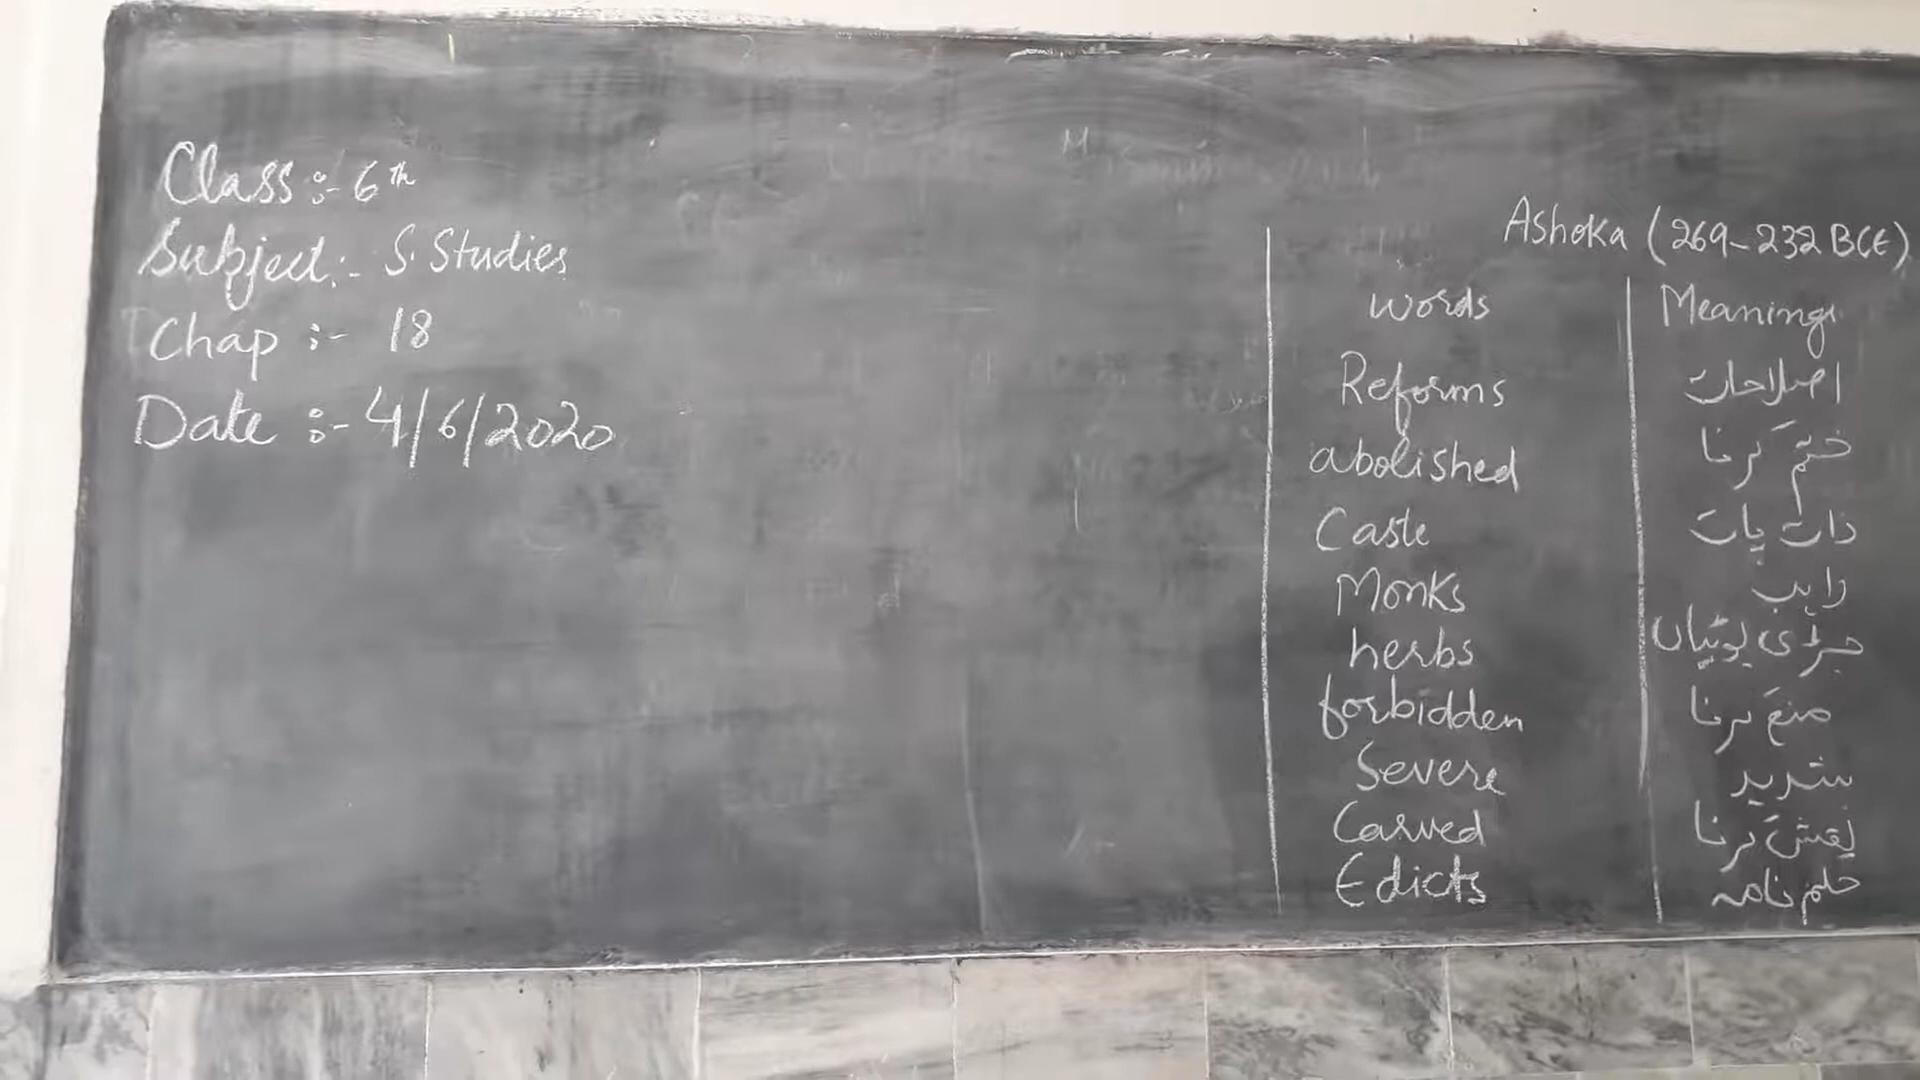 Class :- 6th
Subject :- S. Studies
Chap :- 18
Date :- 4/6/2020
Ashoka (269-232 BCE)
words Meanings
Reforms اصلاحات
abolished ختم کرنا
Caste ذات پات
Monks راہب
herbs جڑی بوٹیاں
forbidden منع کرنا
Severe شدید
Carved نقش کرنا
Edicts حکم نامہ